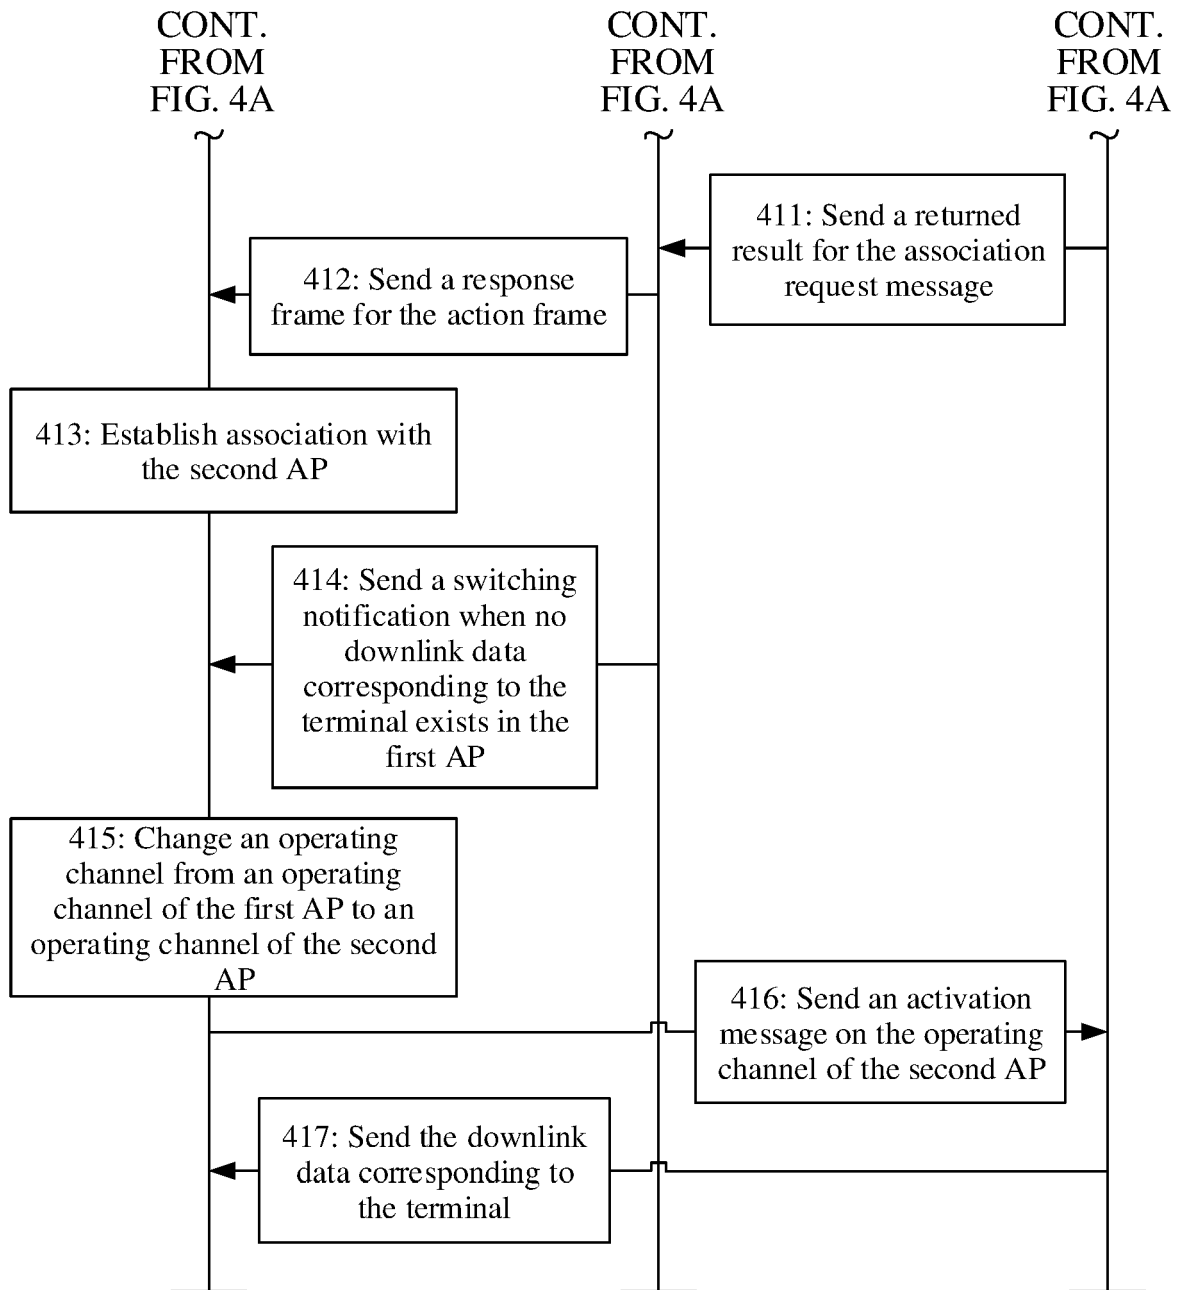 CONT.
FROM
FIG. 4A
CONT.
FROM
FIG. 4A
CONT.
FROM
FIG. 4A
411: Send a returned
result for the association
request message
412: Send a response
frame for the action frame
413: Establish association with
the second AP
414: Send a switching
notification when no
downlink data
corresponding to the
terminal exists in the
first AP
415: Change an operating
channel from an operating
channel of the first AP to an
operating channel of the second
AP
416: Send an activation
message on the operating
channel of the second AP
417: Send the downlink
data corresponding to
the terminal